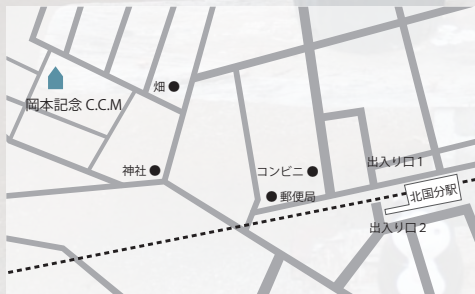 畑
岡本記念 C.C.M
神社
コンビニ
出入り口1
郵便局
北国分駅
出入り口2